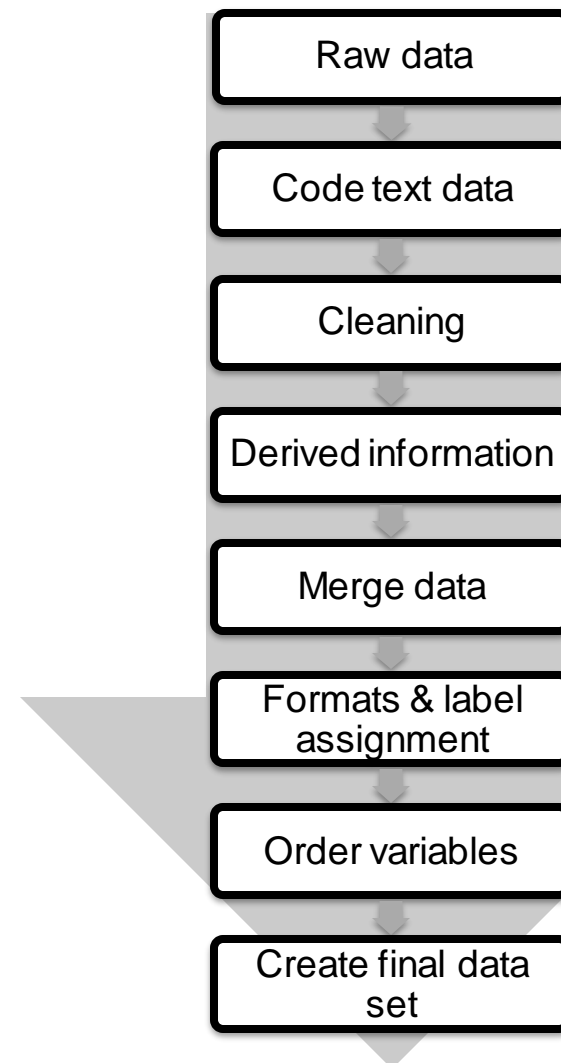 Raw data
Code text data
Cleaning
Derived information
Merge data
Formats & label
assignment
Order variables
Create final data
set